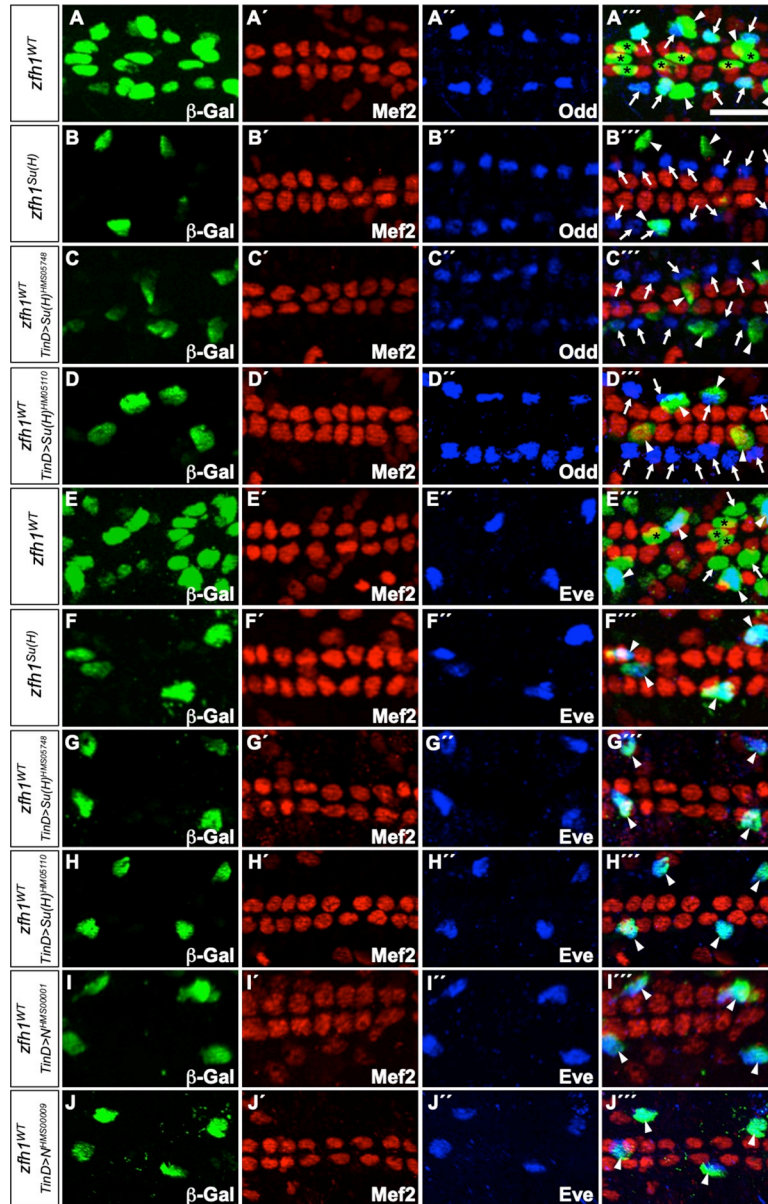 zfh1WT
A
β-Gal
A´
Mef2
A´´
Odd
A´´´
* * * * * * *
zfh1Su(H)
B
β-Gal
B´
Mef2
B´´
Odd
B´´´
zfh1WT
TinD>Su(H)HMS05748
C
β-Gal
C´
Mef2
C´´
Odd
C´´´
zfh1WT
TinD>Su(H)HM05110
D
β-Gal
D´
Mef2
D´´
Odd
D´´´
zfh1WT
E
β-Gal
E´
Mef2
E´´
Eve
E´´´
* * * *
zfh1Su(H)
F
β-Gal
F´
Mef2
F´´
Eve
F´´´
zfh1WT
TinD>Su(H)HMS05748
G
β-Gal
G´
Mef2
G´´
Eve
G´´´
zfh1WT
TinD>Su(H)HM05110
H
β-Gal
H´
Mef2
H´´
Eve
H´´´
zfh1WT
TinD>NHMS00001
I
β-Gal
I´
Mef2
I´´
Eve
I´´´
zfh1WT
TinD>NHMS00009
J
β-Gal
J´
Mef2
J´´
Eve
J´´´